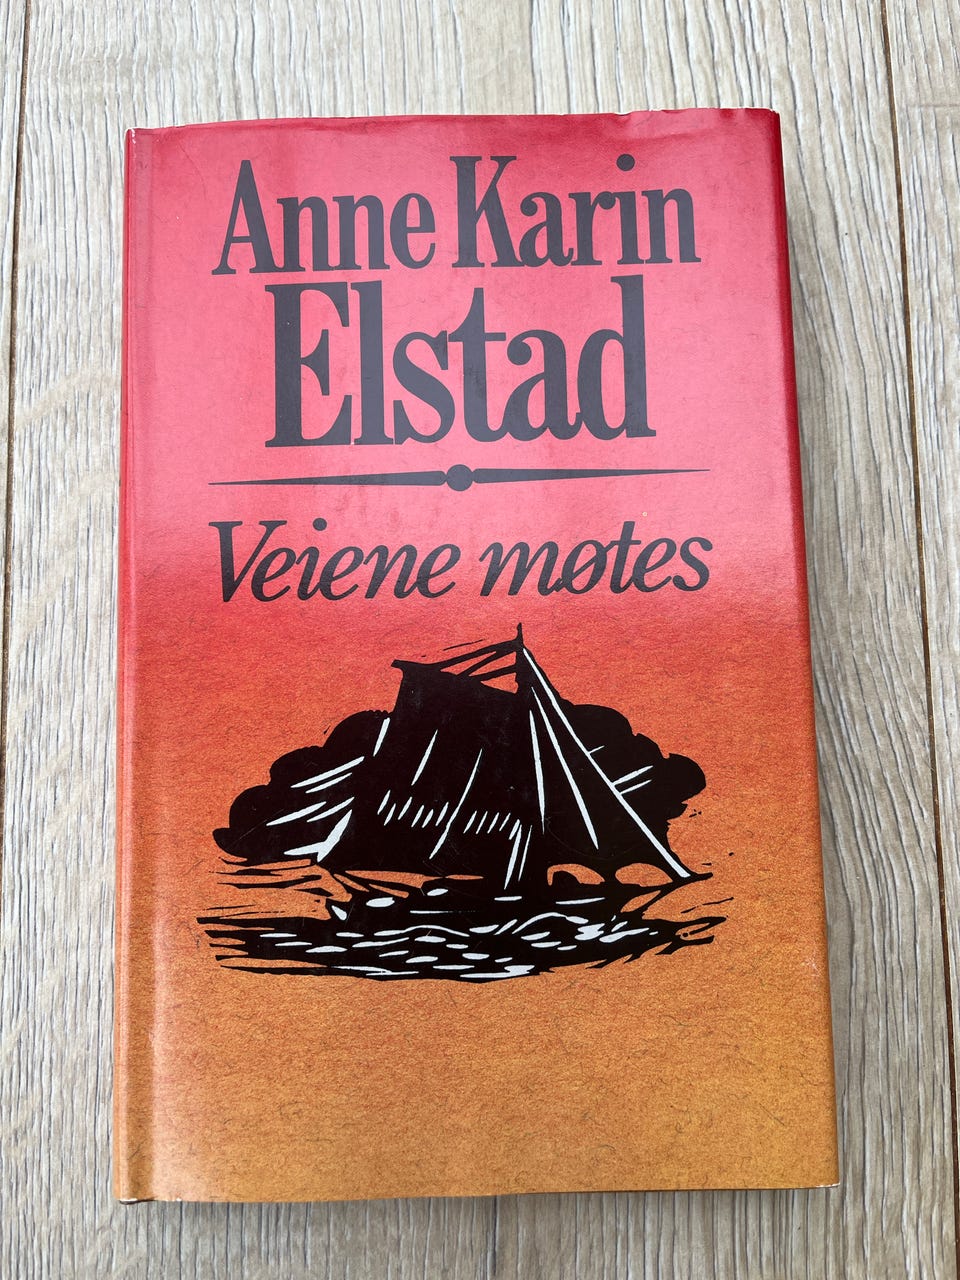 Anne Karin
Elstad
Veiene møtes